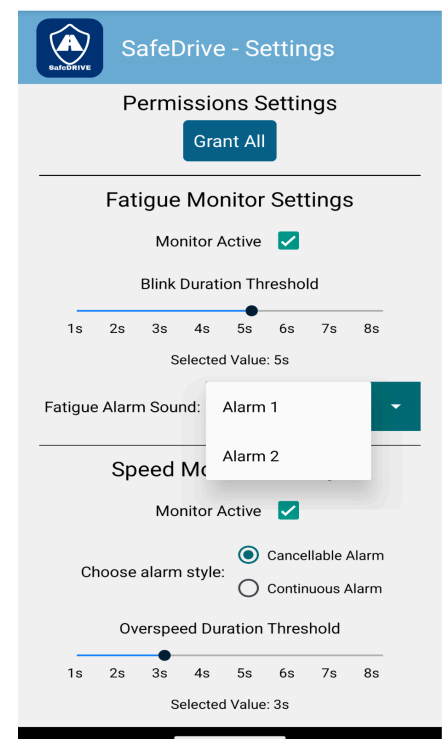 SafeDRIVE
SafeDrive - Settings
Permissions Settings
Grant All
Fatigue Monitor Settings
Monitor Active
Blink Duration Threshold
1s 2s 3s 4s 5s 6s 7s 8s
Selected Value: 5s
Fatigue Alarm Sound:
Alarm 1
Alarm 2
Speed
Monitor Active
Choose alarm style:
Cancellable Alarm
Continuous Alarm
Overspeed Duration Threshold
1s 2s 3s 4s 5s 6s 7s 8s
Selected Value: 3s